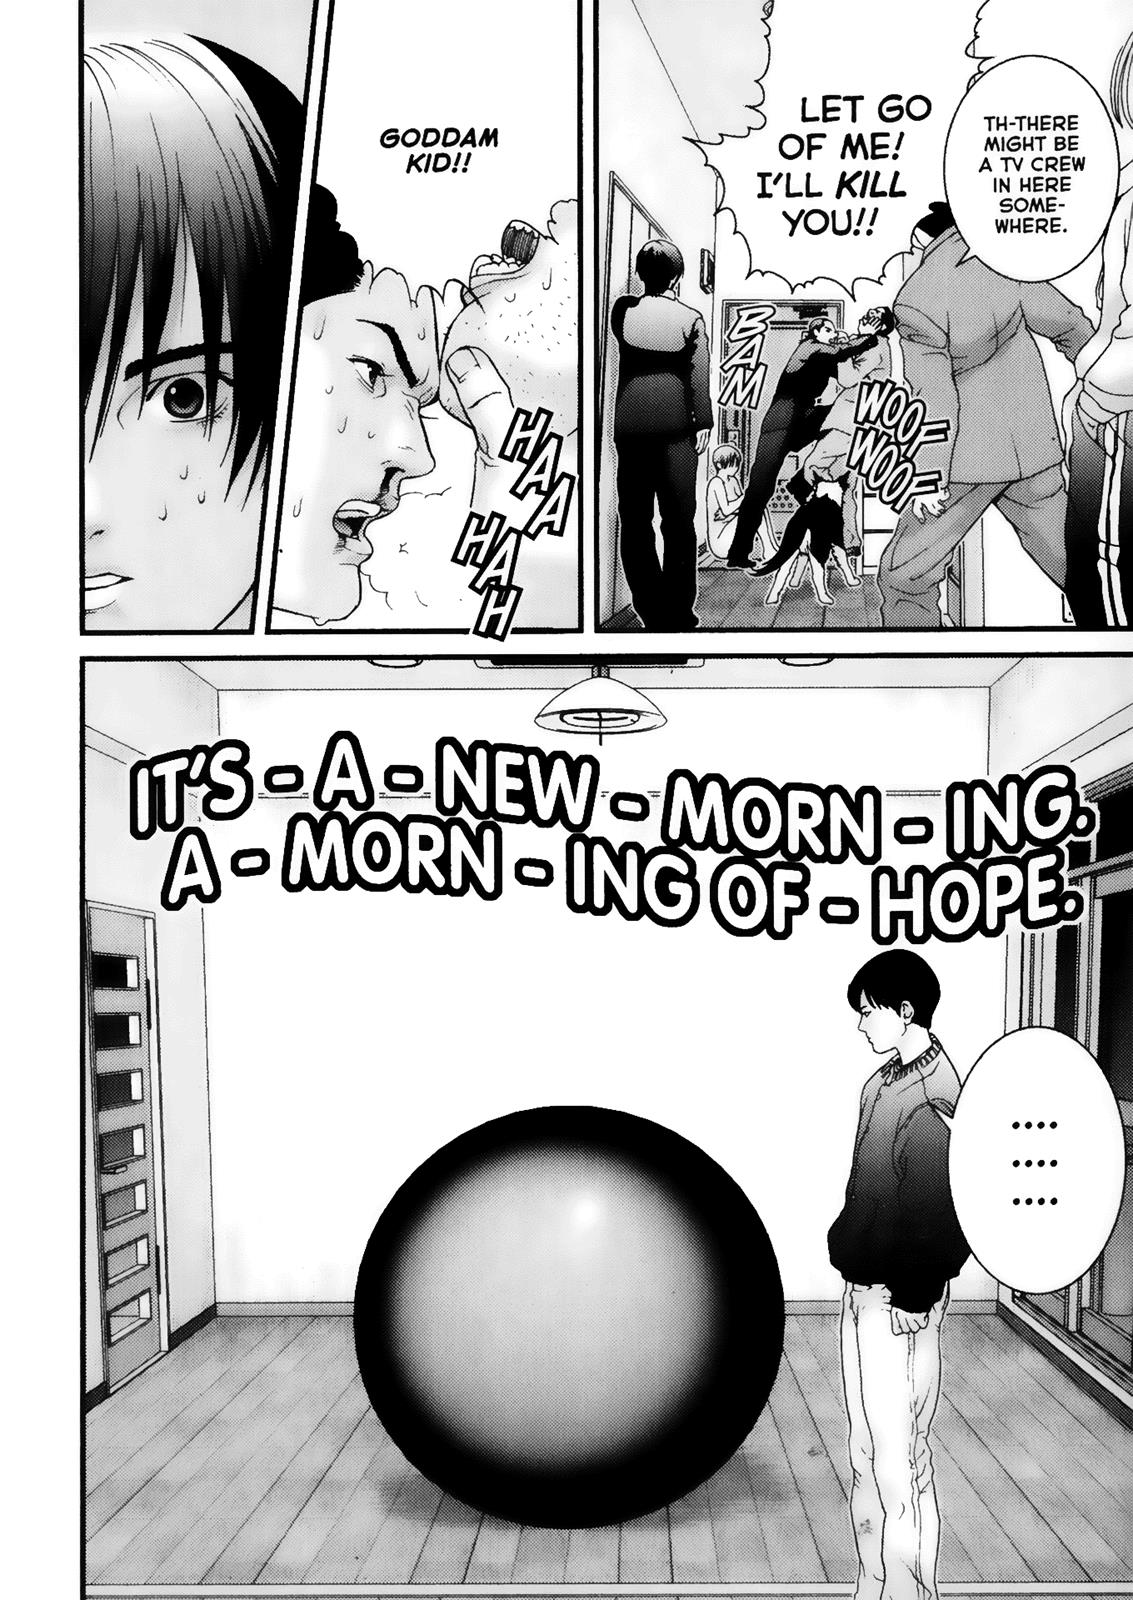 TH-THERE
MIGHT BE
A TV CREW
IN HERE
SOME-
WHERE.
LET GO
OF ME!
I'LL KILL
YOU!!
BAM
WOOF
WOOF
GODDAM
KID!!
HAA
HAH
IT'S - A - NEW - MORN - ING.
A - MORN - ING OF - HOPE.
....
....
....